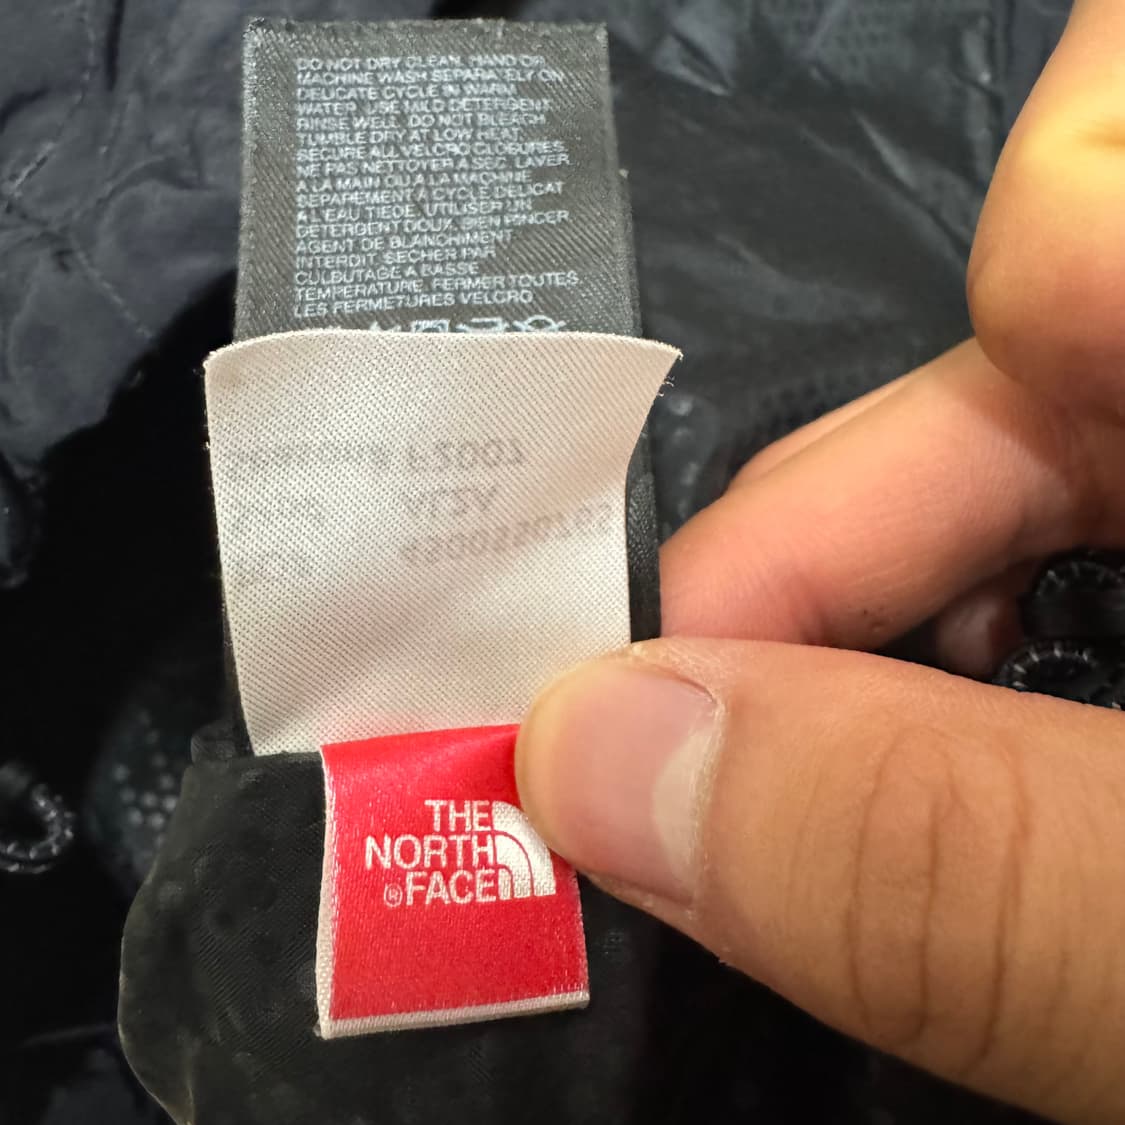 DO NOT DRY CLEAN, HAND OR
MACHINE WASH SEPARATELY ON
DELICATE CYCLE IN WARM
WATER. USE MILD DETERGENT.
RINSE WELL. DO NOT BLEACH.
TUMBLE DRY AT LOW HEAT.
SECURE ALL VELCRO CLOSURES.
NE PAS NETTOYER A SEC. LAVER
A LA MAIN OU A LA MACHINE
SEPAREMENT A CYCLE DELICAT
A L'EAU TIEDE. UTILISER UN
DETERGENT DOUX. BIEN RINCER.
AGENT DE BLANCHIMENT
INTERDIT. SECHER PAR
CULBUTAGE A BASSE
TEMPERATURE. FERMER TOUTES
LES FERMETURES VELCRO.
THE
NORTH
® FACE